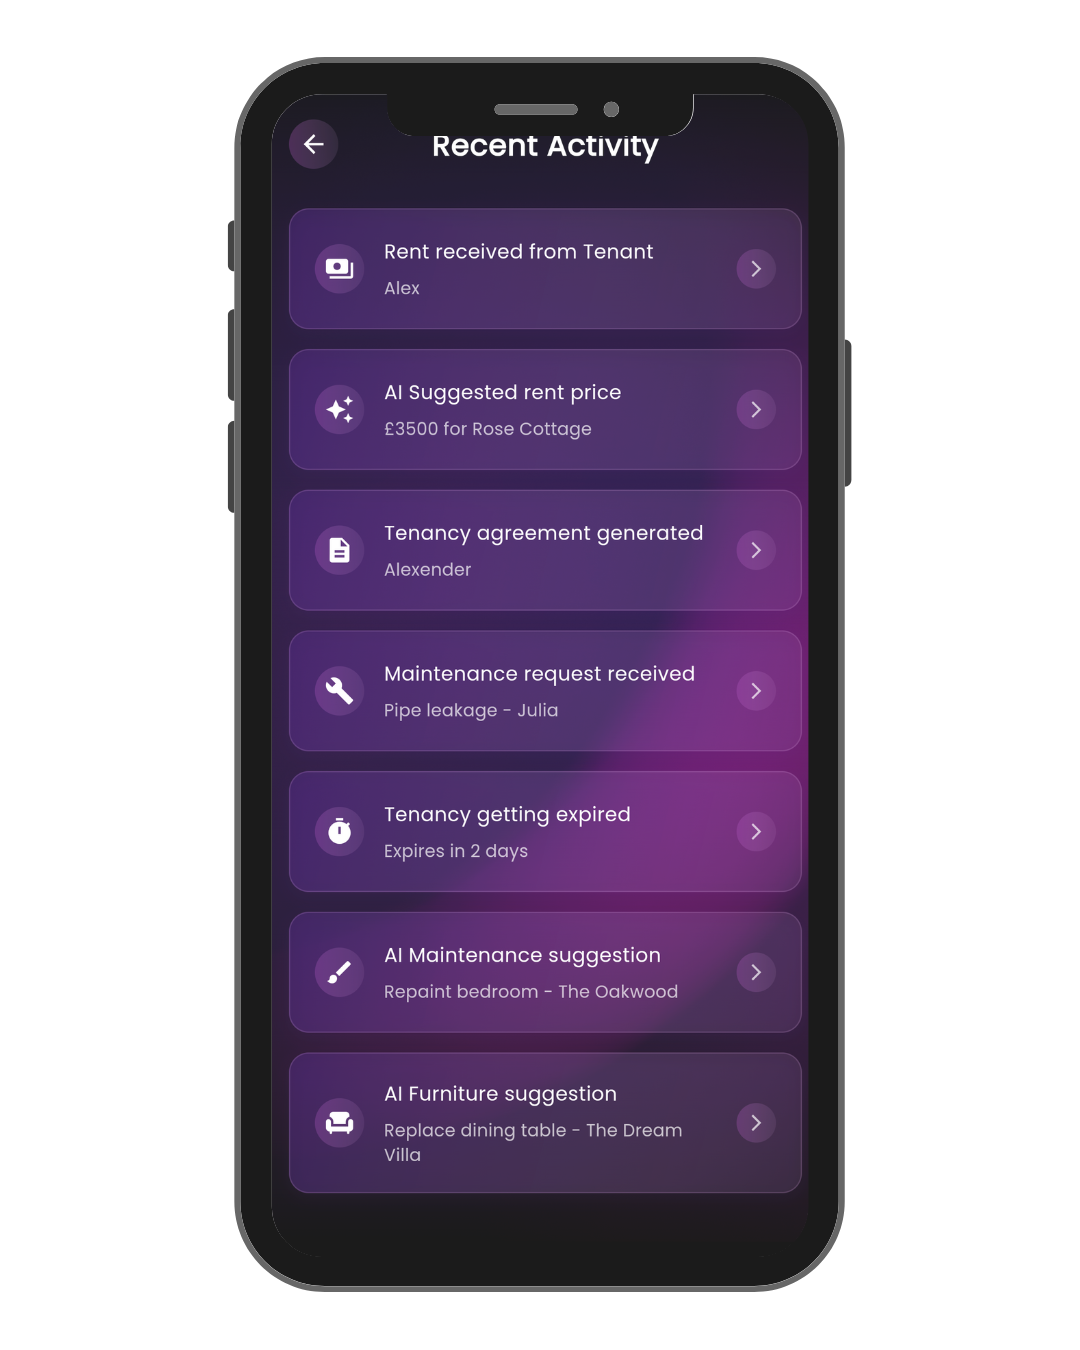 Recent Activity
Rent received from Tenant
Alex
AI Suggested rent price
£3500 for Rose Cottage
Tenancy agreement generated
Alexender
Maintenance request received
Pipe leakage - Julia
Tenancy getting expired
Expires in 2 days
AI Maintenance suggestion
Repaint bedroom - The Oakwood
AI Furniture suggestion
Replace dining table - The Dream
Villa